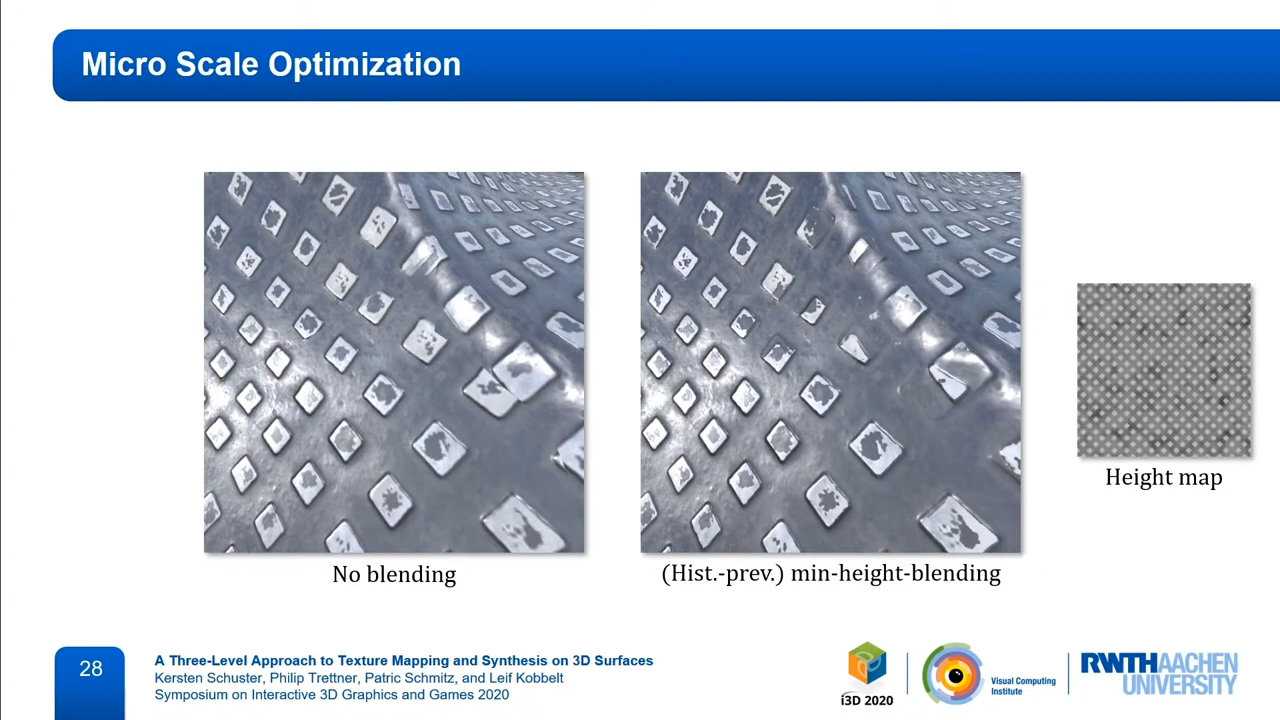 Micro Scale Optimization
Height map
No blending
(Hist.-prev.) min-height-blending
28
A Three-Level Approach to Texture Mapping and Synthesis on 3D Surfaces
Kersten Schuster, Philip Trettner, Patric Schmitz, and Leif Kobbelt
Symposium on Interactive 3D Graphics and Games 2020
i3D 2020
Visual Computing
Institute
RWTHAACHEN
UNIVERSITY